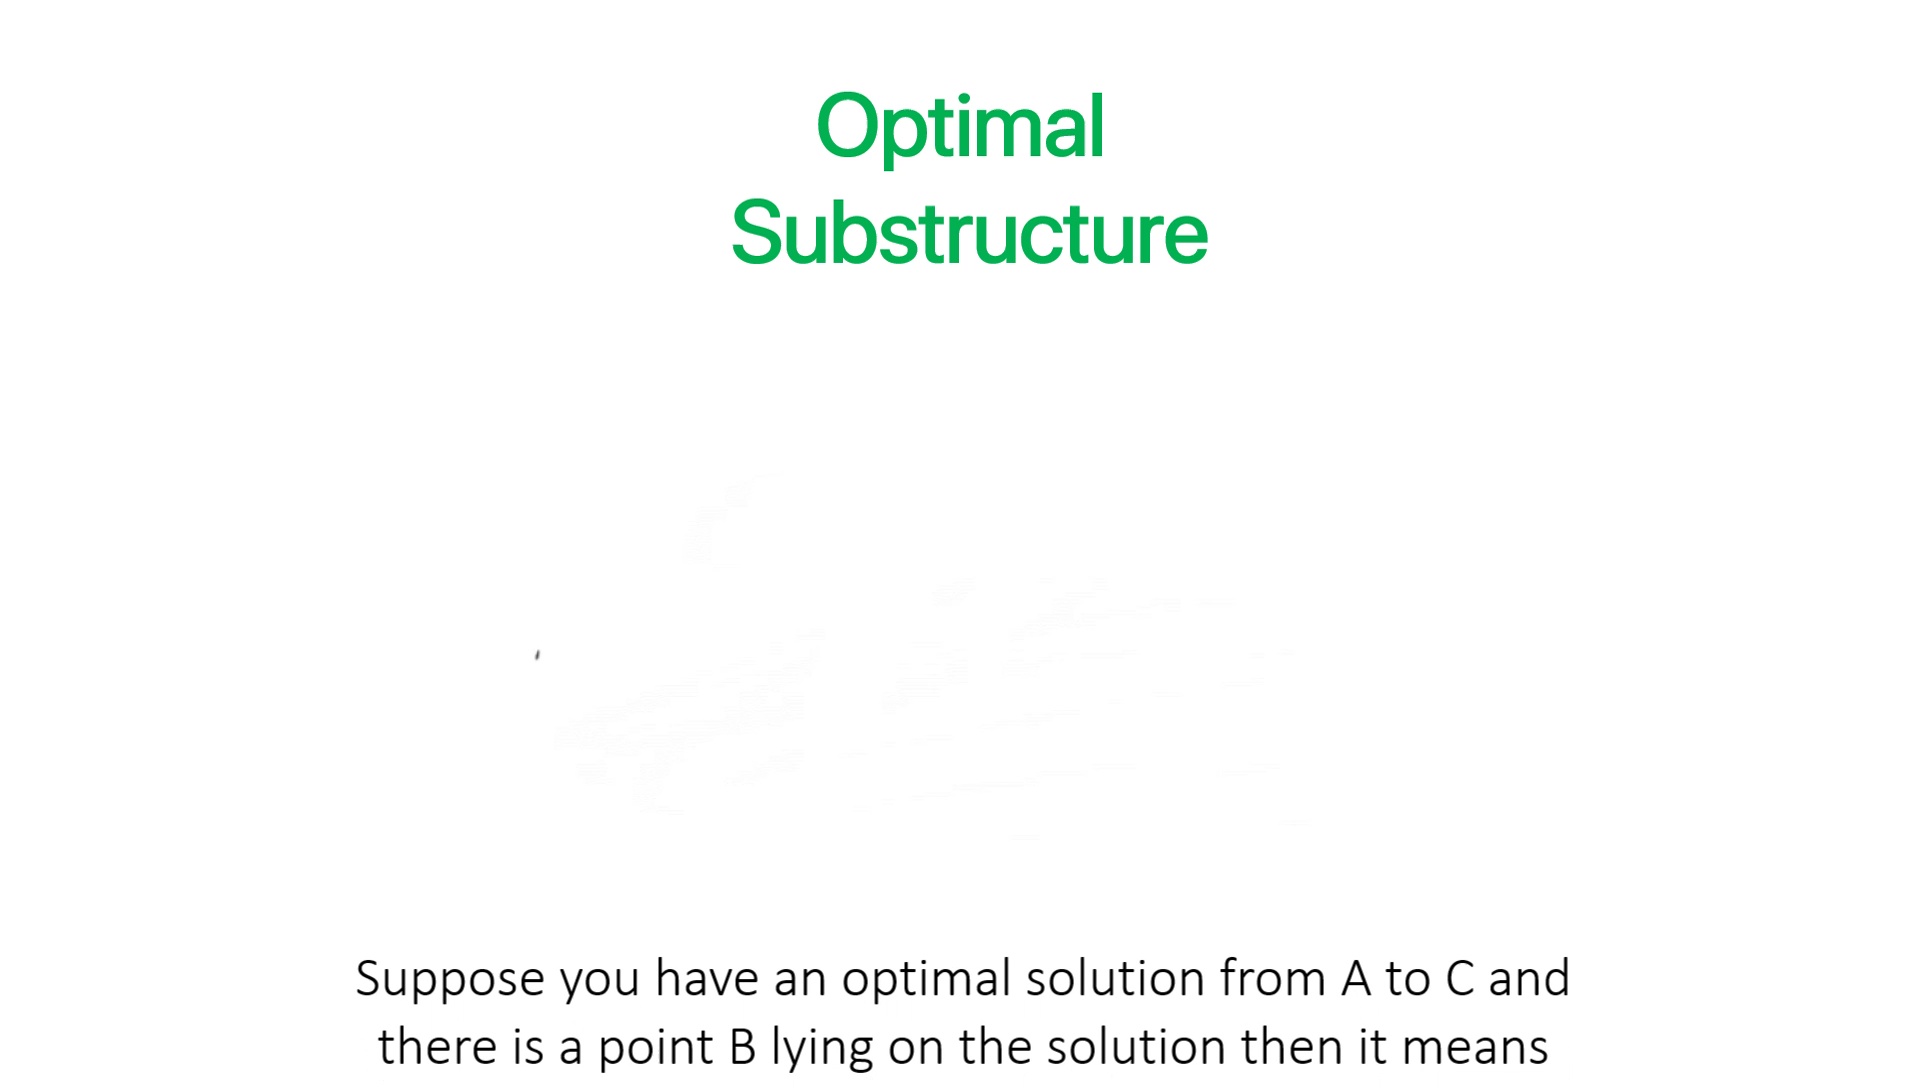 Optimal
Substructure
Suppose you have an optimal solution from A to C and
there is a point B lying on the solution then it means